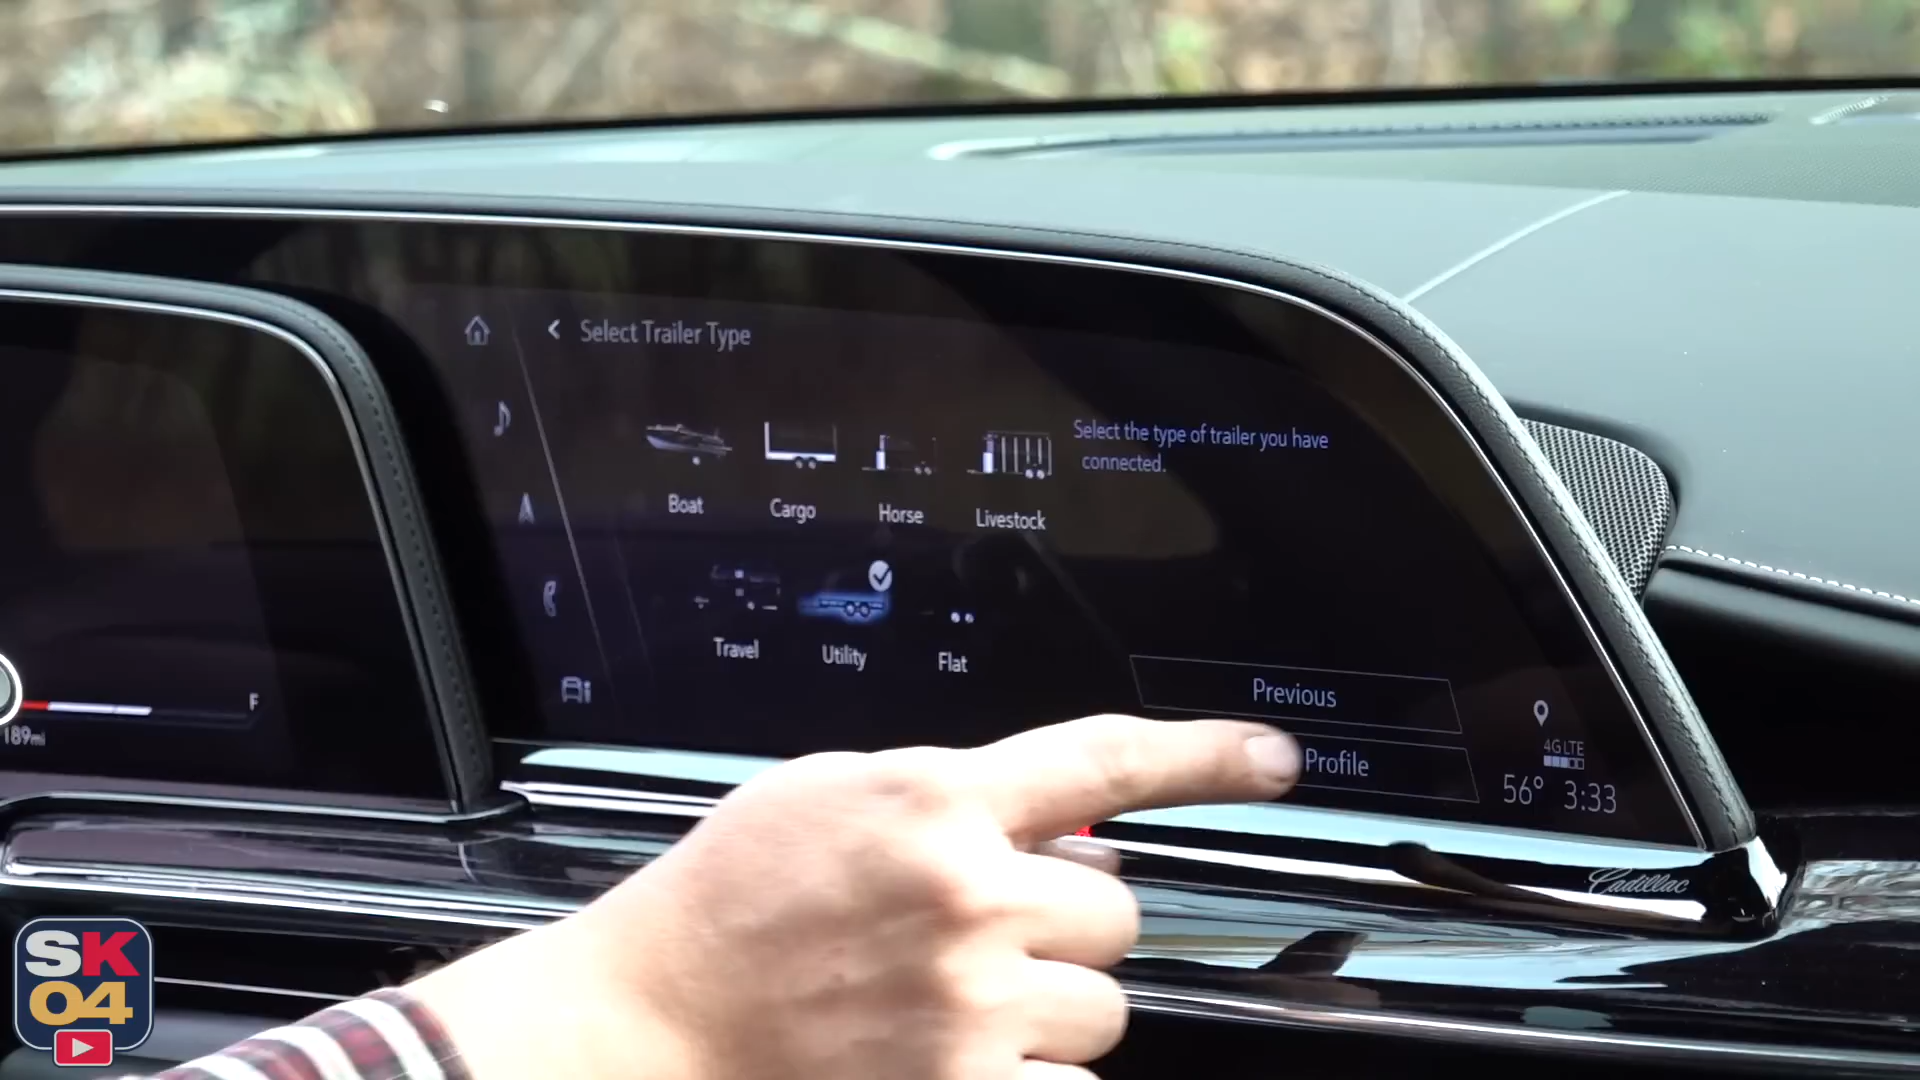 Select Trailer Type
Select the type of trailer you have
connected.
Boat
Cargo
Horse
Livestock
Travel
Utility
Flat
Previous
Profile
F
189mi
4G LTE
56° 3:33
Cadillac
SK
04